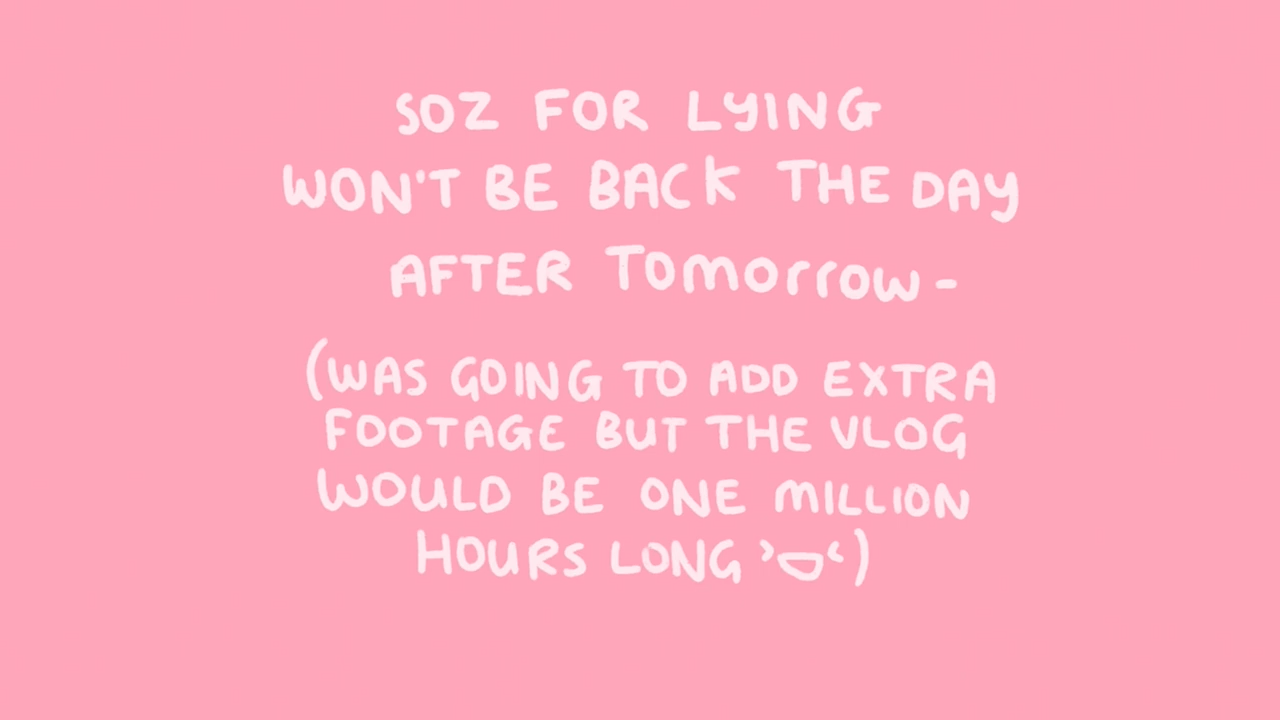 SOZ FOR LYING
WON'T BE BACK THE DAY
AFTER TOMORROW -
(WAS GOING TO ADD EXTRA
FOOTAGE BUT THE VLOG
WOULD BE ONE MILLION
HOURS LONG ›▽‹)